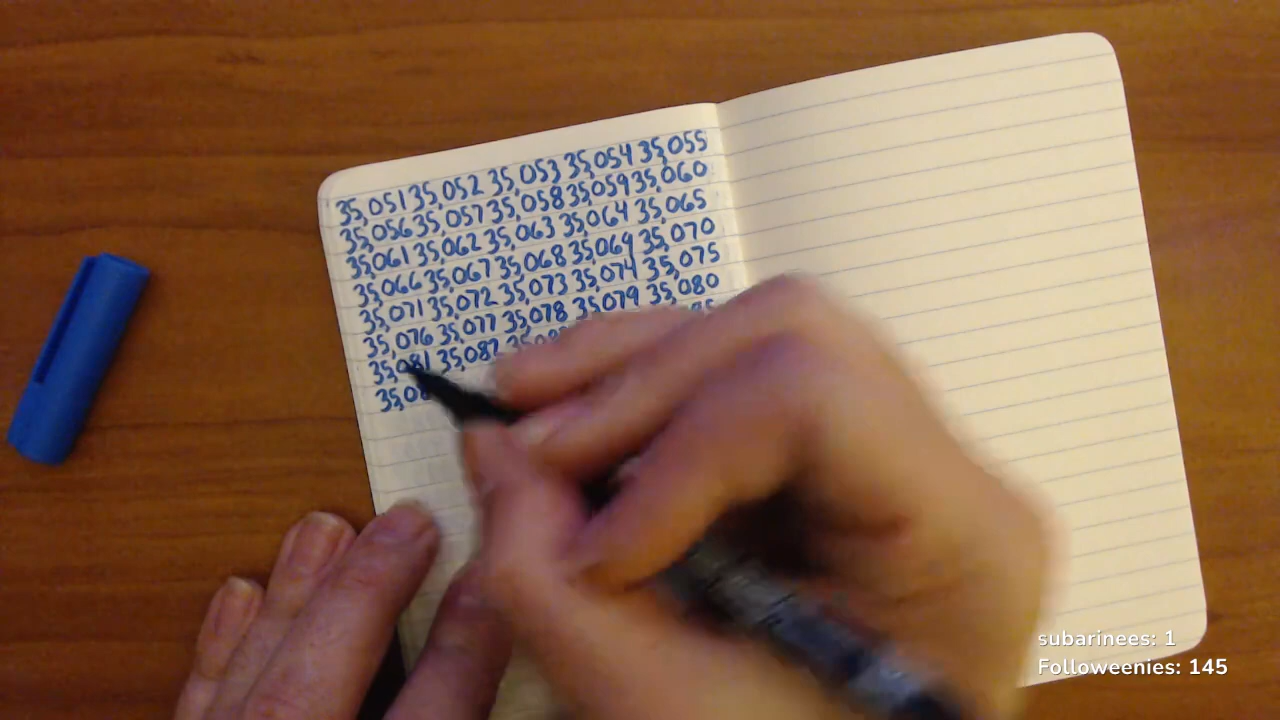 35,051 35,052 35,053 35,054 35,055
35,056 35,057 35,058 35,059 35,060
35,061 35,062 35,063 35,064 35,065
35,066 35,067 35,068 35,069 35,070
35,071 35,072 35,073 35,074 35,075
35,076 35,077 35,078 35,079 35,080
35,081 35,082
subarinees: 1
Followeenies: 145